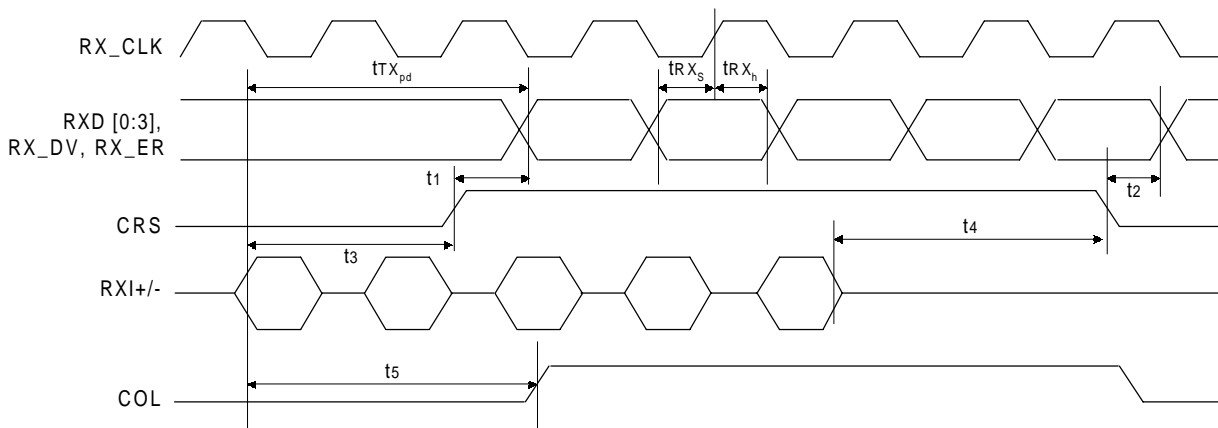 RX_CLK
tTXpd
tRXS
tRXh
RXD [0:3],
RX_DV, RX_ER
t1
t2
CRS
t3
t4
RXI+/-
t5
COL